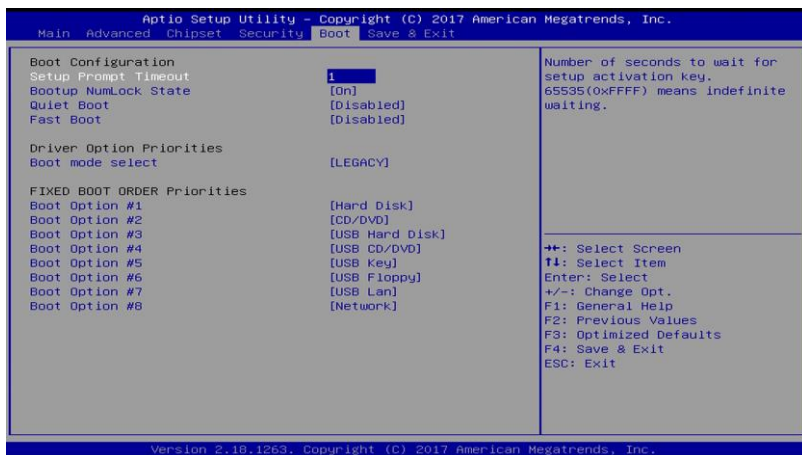 Aptio Setup Utility – Copyright (C) 2017 American Megatrends, Inc.
Main Advanced Chipset Security Boot Save & Exit
Boot Configuration
Setup Prompt Timeout 1
Bootup NumLock State [On]
Quiet Boot [Disabled]
Fast Boot [Disabled]
Driver Option Priorities
Boot mode select [LEGACY]
FIXED BOOT ORDER Priorities
Boot Option #1 [Hard Disk]
Boot Option #2 [CD/DVD]
Boot Option #3 [USB Hard Disk]
Boot Option #4 [USB CD/DVD]
Boot Option #5 [USB Key]
Boot Option #6 [USB Floppy]
Boot Option #7 [USB Lan]
Boot Option #8 [Network]
Number of seconds to wait for
setup activation key.
65535(0xFFFF) means indefinite
waiting.
→←: Select Screen
↑↓: Select Item
Enter: Select
+/-: Change Opt.
F1: General Help
F2: Previous Values
F3: Optimized Defaults
F4: Save & Exit
ESC: Exit
Version 2.18.1263. Copyright (C) 2017 American Megatrends, Inc.